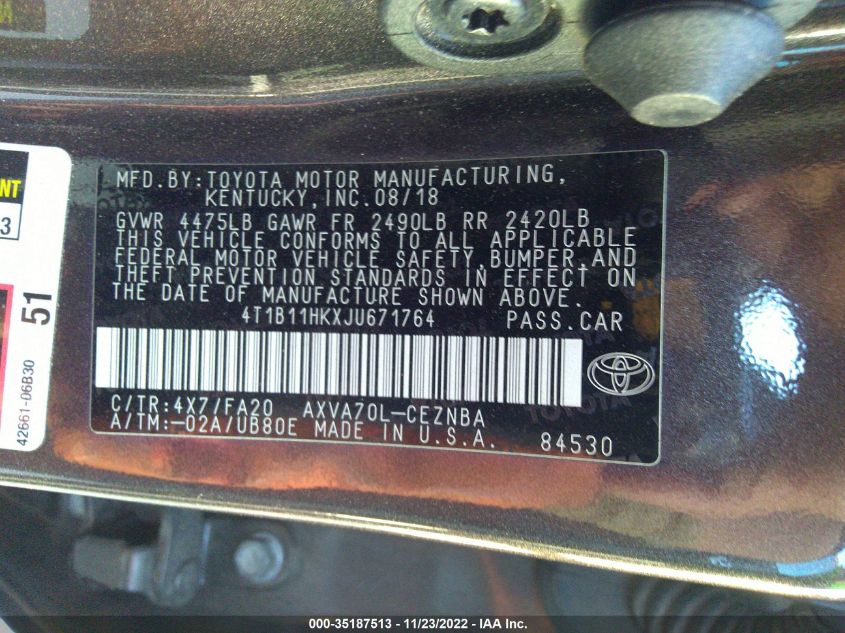 NT
3
51
42661-06B30
MFD.BY:TOYOTA MOTOR MANUFACTURING,
KENTUCKY,INC.08/18
GVWR 4475LB GAWR FR 2490LB RR 2420LB
THIS VEHICLE CONFORMS TO ALL APPLICABLE
FEDERAL MOTOR VEHICLE SAFETY, BUMPER,AND
THEFT PREVENTION STANDARDS IN EFFECT ON
THE DATE OF MANUFACTURE SHOWN ABOVE.
4T1B11HKXJU671764 PASS.CAR
C/TR:4X7/FA20 AXVA70L-CEZNBA
A/TM:-02A/UB80E MADE IN U.S.A. 84530
000-35187513 - 11/23/2022 - IAA Inc.